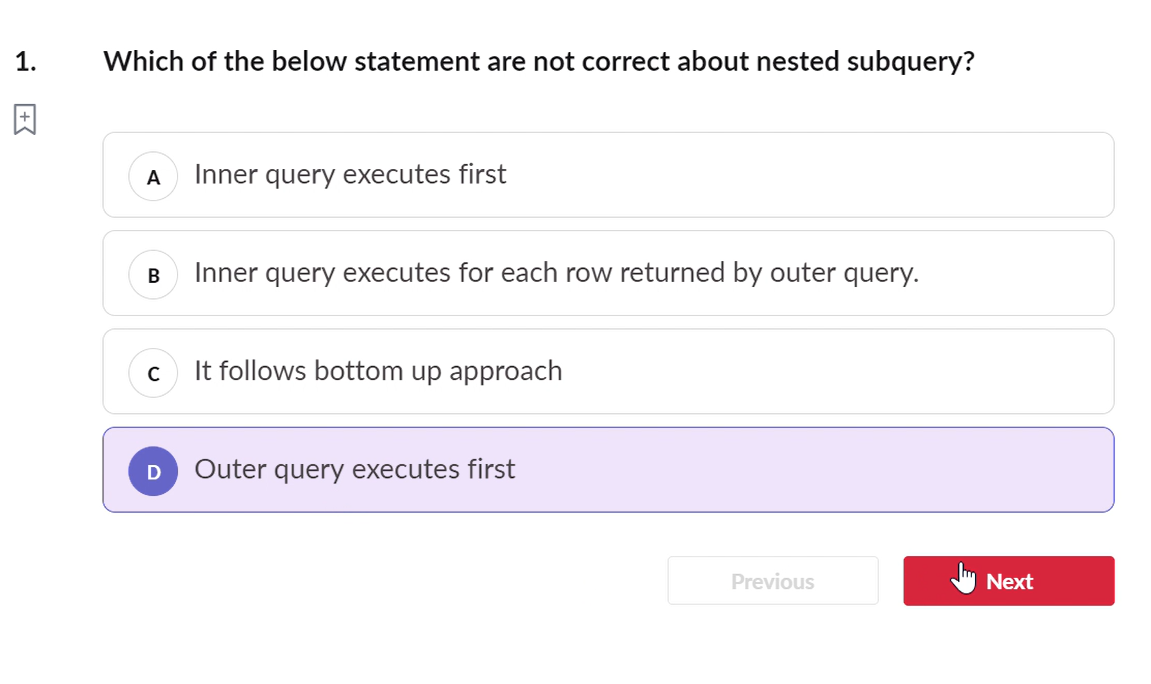 1. Which of the below statement are not correct about nested subquery?
A Inner query executes first
B Inner query executes for each row returned by outer query.
C It follows bottom up approach
D Outer query executes first
Previous Next